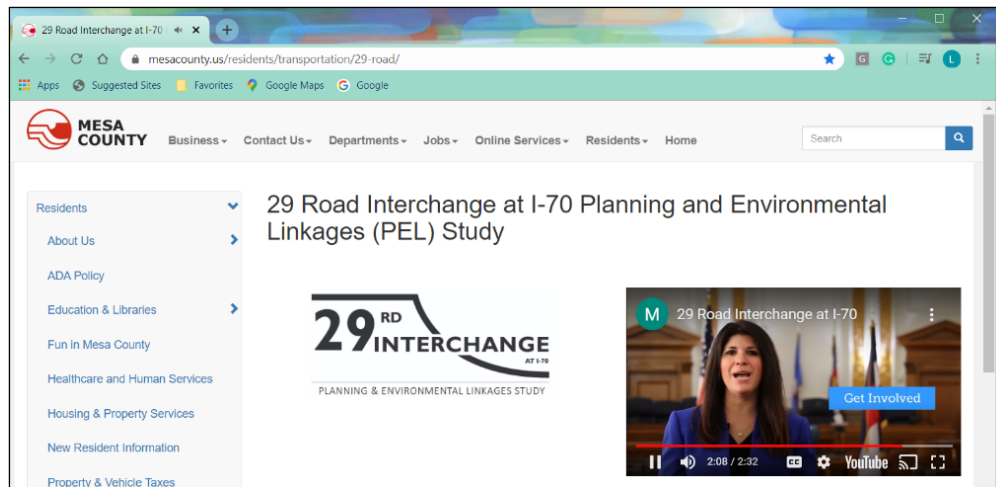 29 Road Interchange at I-70
mesacounty.us/residents/transportation/29-road/
L
Apps Suggested Sites Favorites Google Maps Google
MESA
COUNTY
Business Contact Us Departments Jobs Online Services Residents Home
Search
Residents
About Us
ADA Policy
Education & Libraries
Fun in Mesa County
Healthcare and Human Services
Housing & Property Services
New Resident Information
Property & Vehicle Taxes
29 Road Interchange at I-70 Planning and Environmental
Linkages (PEL) Study
29 RD
INTERCHANGE
AT I-70
PLANNING & ENVIRONMENTAL LINKAGES STUDY
M 29 Road Interchange at I-70
Get Involved
2:08 / 2:32 CC YouTube